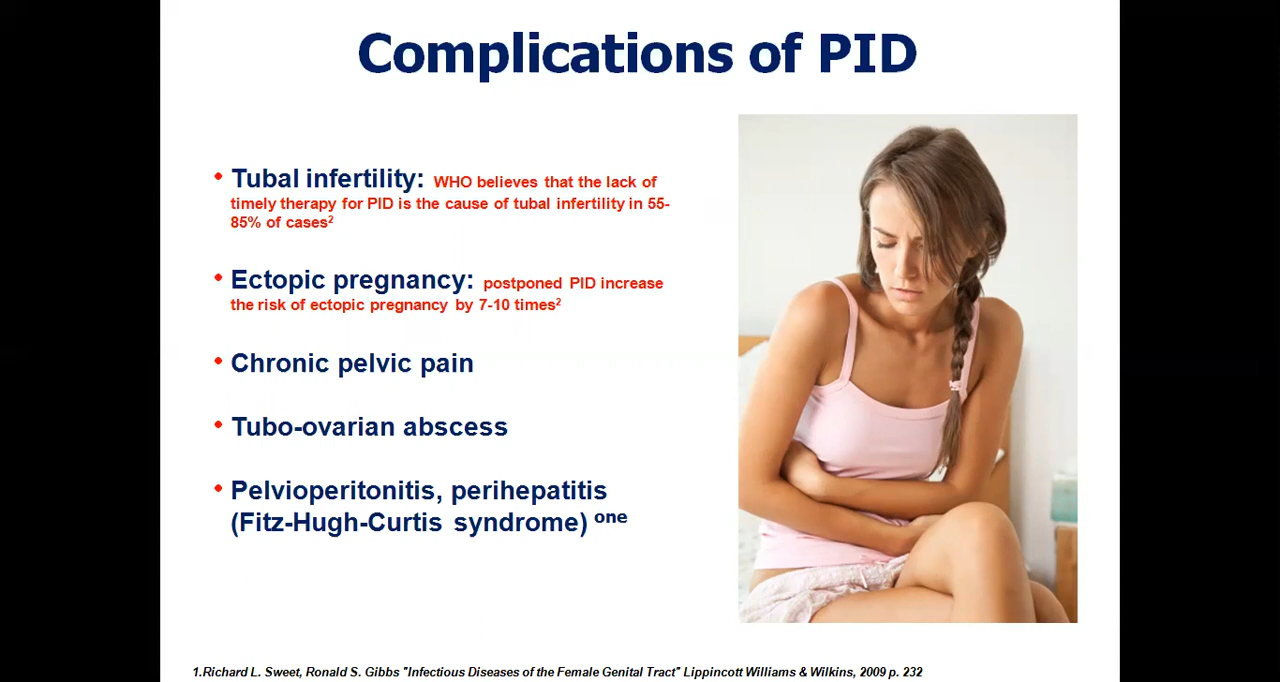 Complications of PID
• Tubal infertility: WHO believes that the lack of
timely therapy for PID is the cause of tubal infertility in 55-
85% of cases²
• Ectopic pregnancy: postponed PID increase
the risk of ectopic pregnancy by 7-10 times²
• Chronic pelvic pain
• Tubo-ovarian abscess
• Pelvioperitonitis, perihepatitis
(Fitz-Hugh-Curtis syndrome) one
1.Richard L. Sweet, Ronald S. Gibbs "Infectious Diseases of the Female Genital Tract" Lippincott Williams & Wilkins, 2009 p. 232